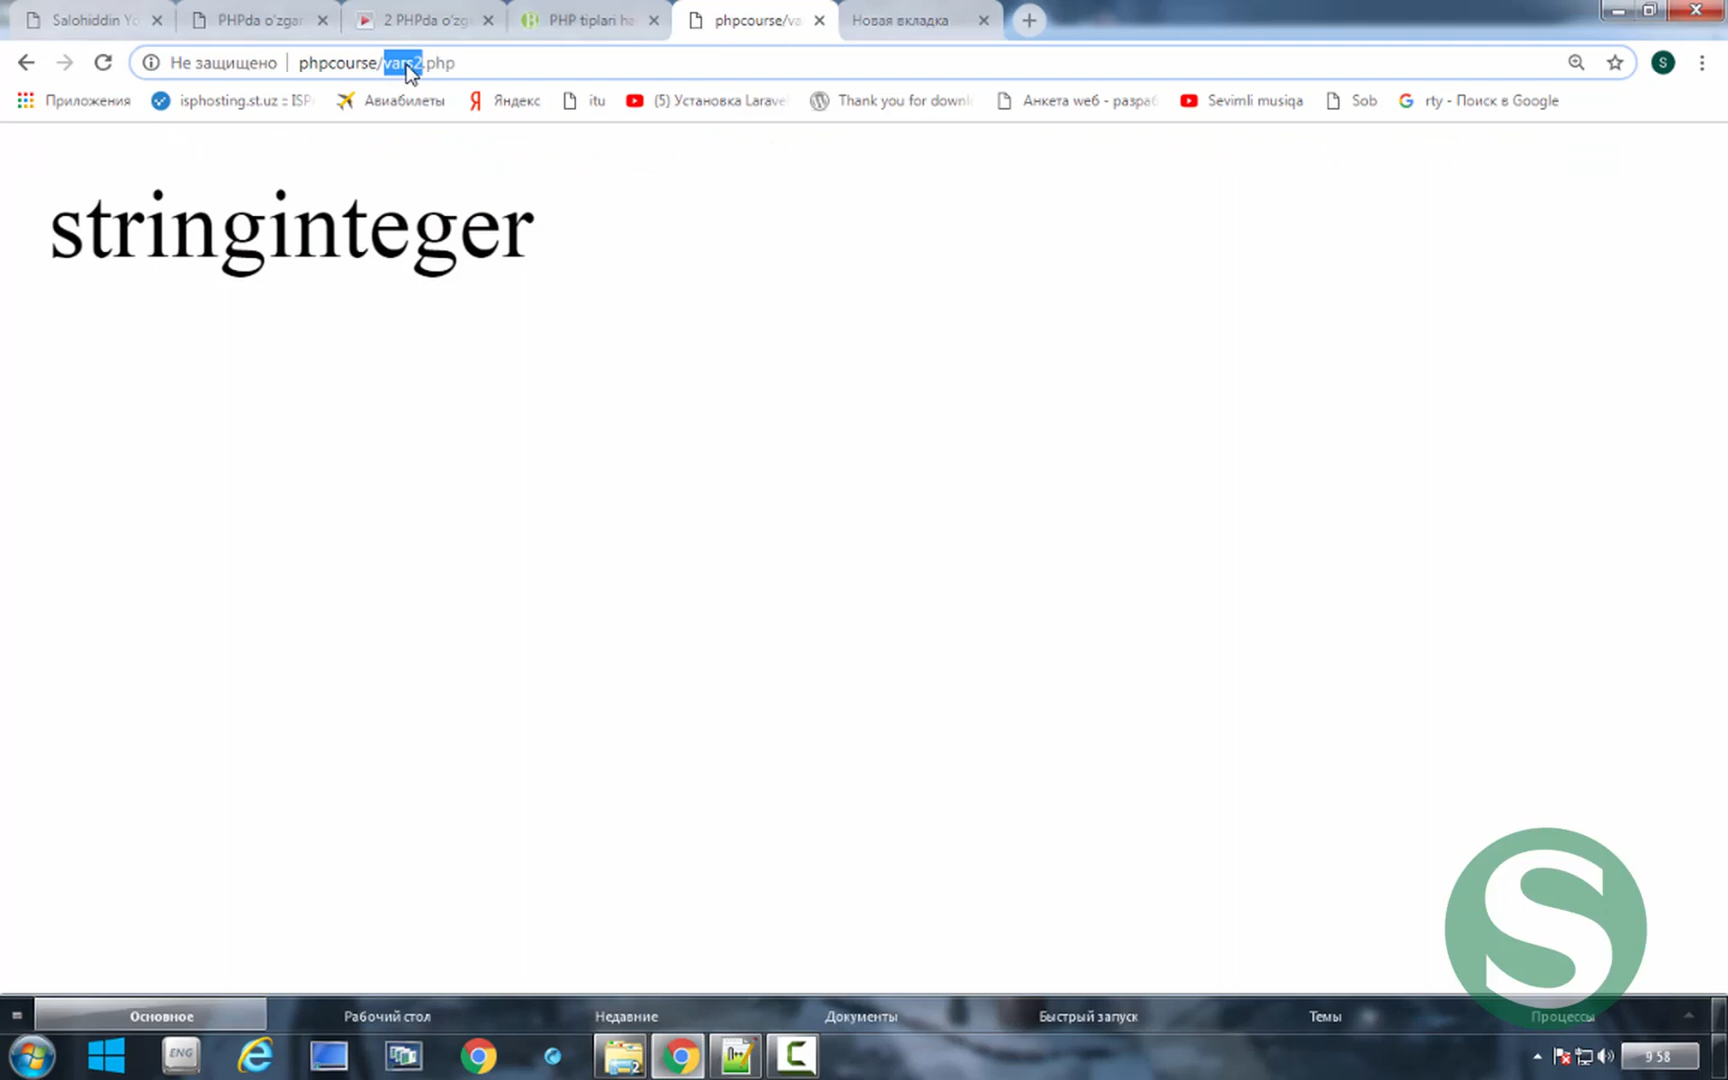 Salohiddin Yo
PHPda o'zgar
2 PHPda o'zg
PHP tiplari ha
phpcourse/va
Новая вкладка
Не защищено
phpcourse/vars2.php
Приложения
isphosting.st.uz :: ISP
Авиабилеты
Яндекс
itu
(5) Установка Larave
Thank you for downl
Анкета web - разраб
Sevimli musiqa
Sob
rty - Поиск в Google
stringinteger
S
Основное
Рабочий стол
Недавние
Документы
Быстрый запуск
Темы
Процессы
ENG
9 58